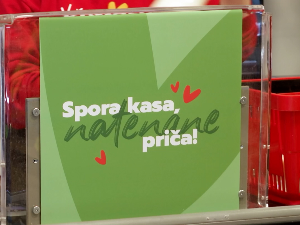 Spora kasa,
natenane
priča!